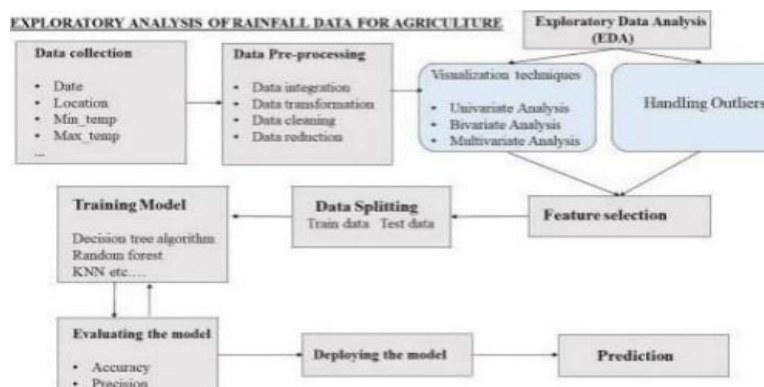 EXPLORATORY ANALYSIS OF RAINFALL DATA FOR AGRICULTURE
Exploratory Data Analysis
(EDA)
Data collection
• Date
• Location
• Min_temp
• Max_temp
...
Data Pre-processing
• Data integration
• Data transformation
• Data cleaning
• Data reduction
Visualization techniques
• Univariate Analysis
• Bivariate Analysis
• Multivariate Analysis
Handling Outliers
Training Model
Decision tree algorithm
Random forest
KNN etc....
Data Splitting
Train data Test data
Feature selection
Evaluating the model
• Accuracy
• Precision
Deploying the model
Prediction